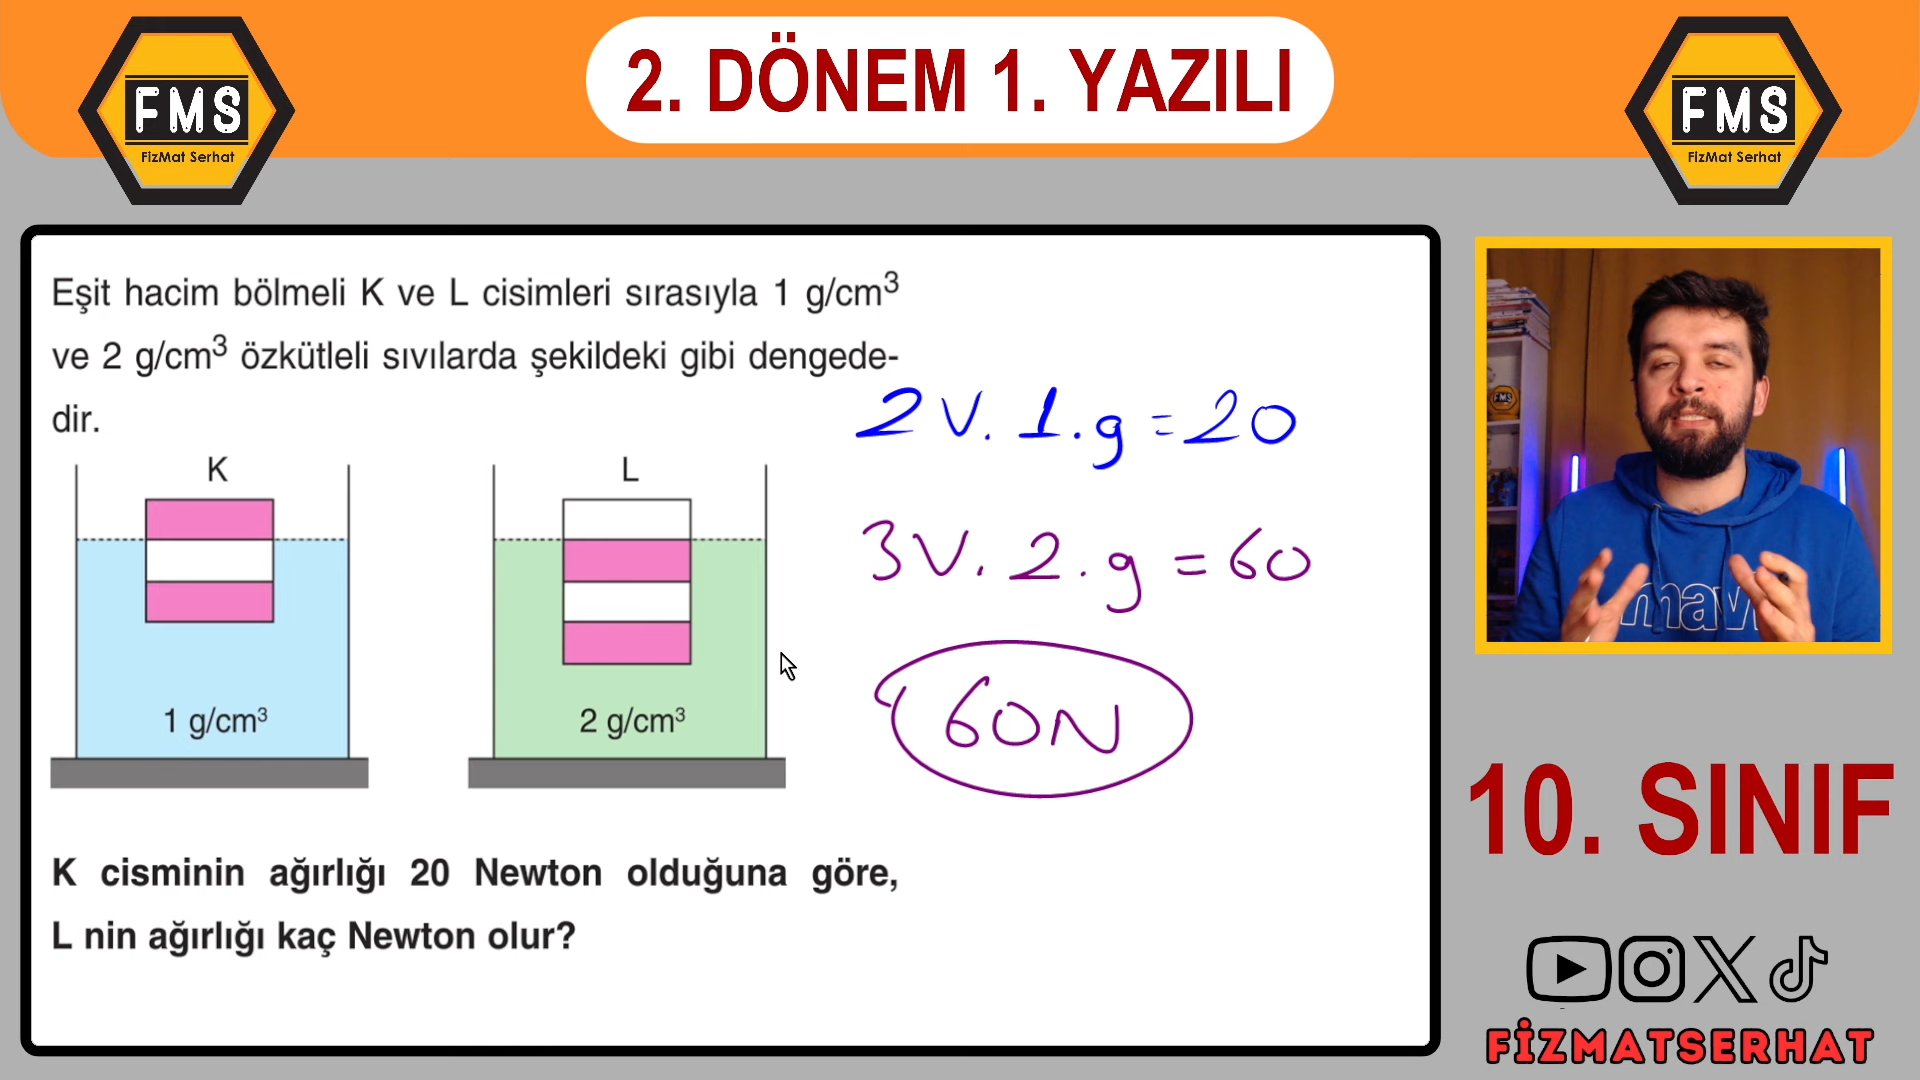 FMS
FizMat Serhat
2. DÖNEM 1. YAZILI
FMS
FizMat Serhat
Eşit hacim bölmeli K ve L cisimleri sırasıyla 1 g/cm³
ve 2 g/cm³ özkütleli sıvılarda şekildeki gibi dengede-
dir.
K
L
1 g/cm³
2 g/cm³
K cisminin ağırlığı 20 Newton olduğuna göre,
L nin ağırlığı kaç Newton olur?
2V.1.g=20
3V.2.g=60
60N
FMS
mavi
10. SINIF
FİZMATSERHAT